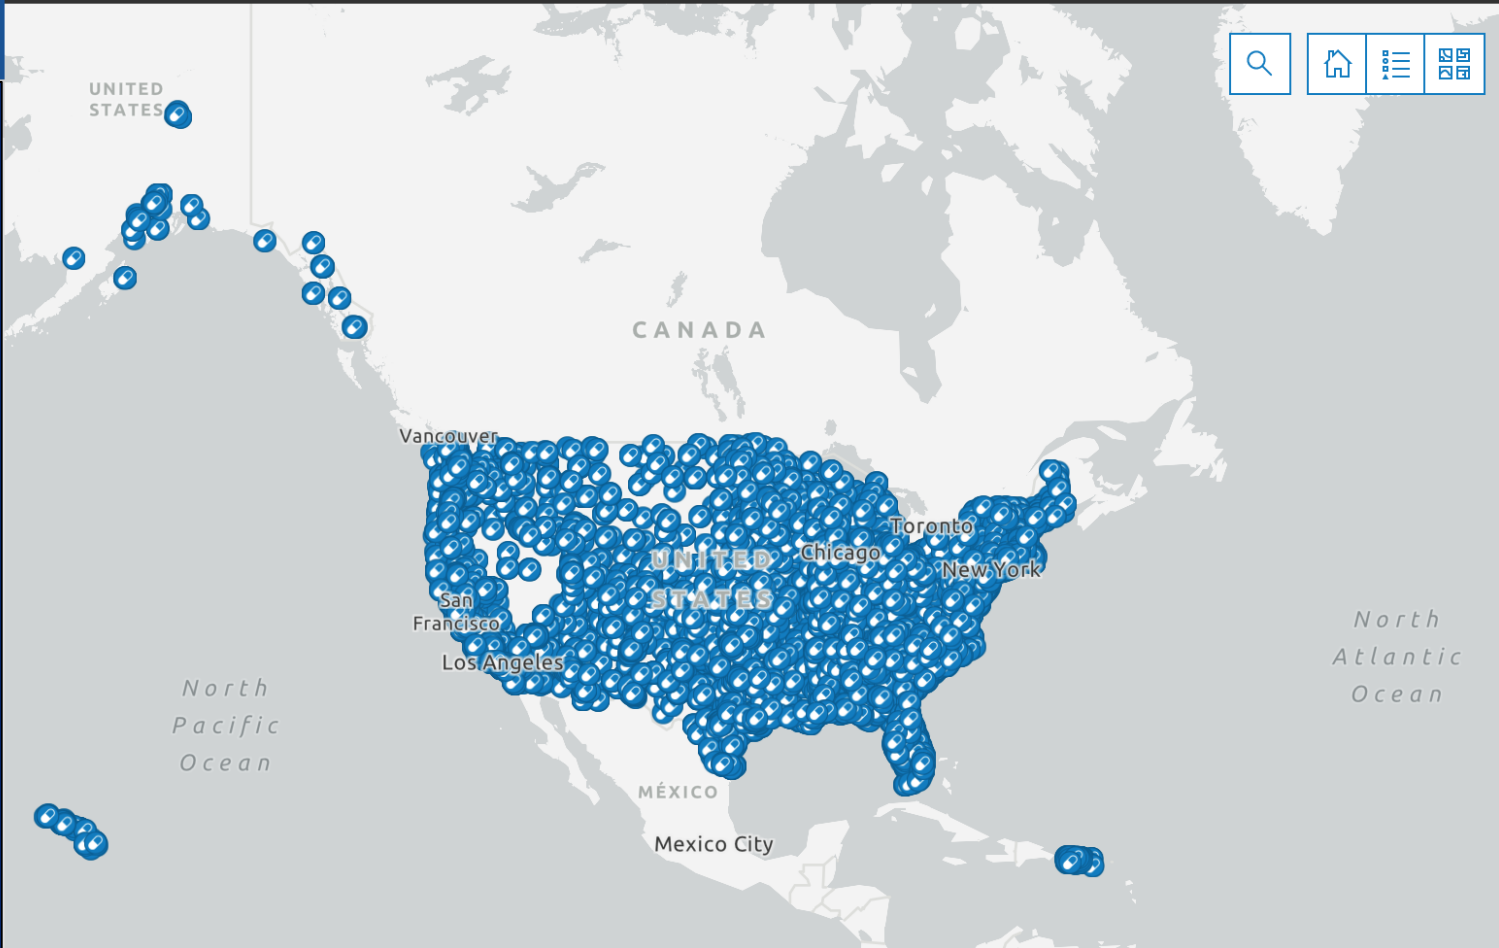 UNITED
STATES
CANADA
Vancouver
Toronto
Chicago
UNITED
New York
STATES
San
Francisco
Los Angeles
North
Atlantic
Ocean
North
Pacific
Ocean
MÉXICO
Mexico City